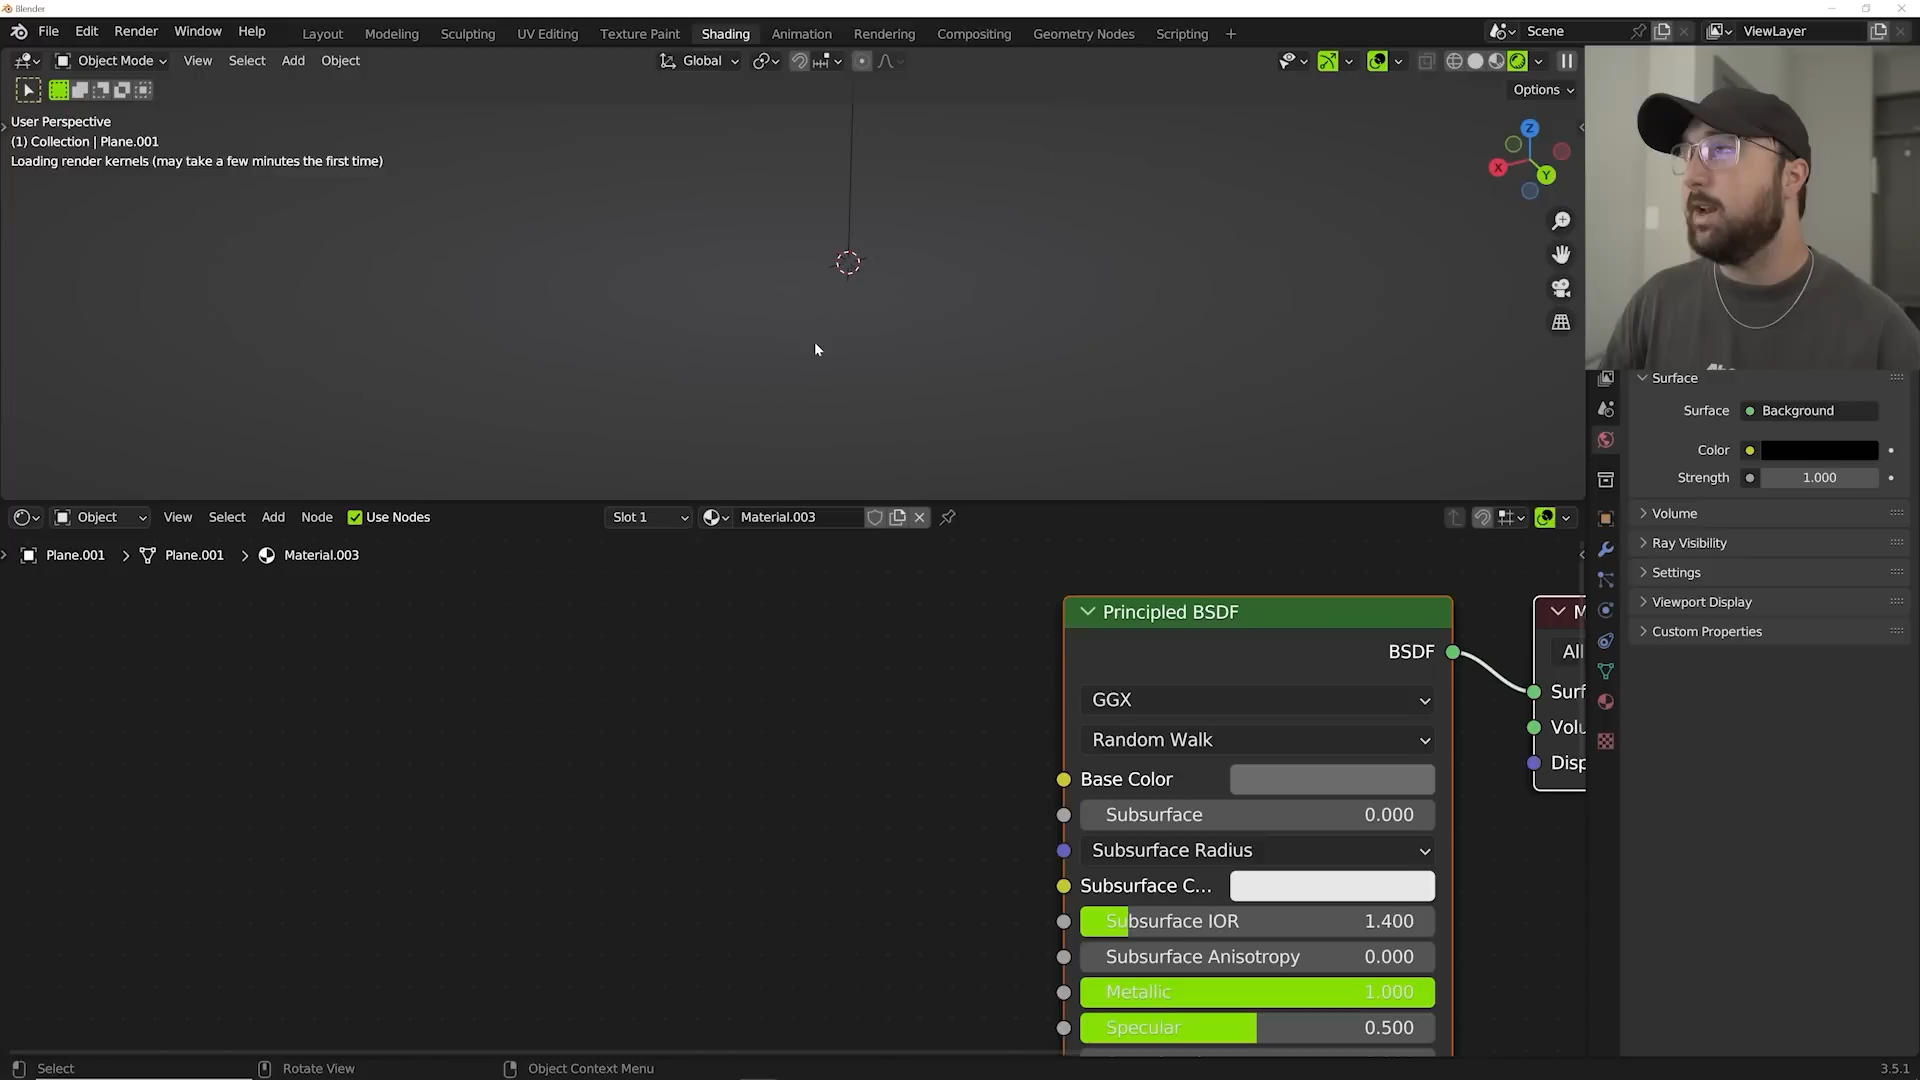 Blender
File Edit Render Window Help
Layout Modeling Sculpting UV Editing Texture Paint Shading Animation Rendering Compositing Geometry Nodes Scripting +
Scene
ViewLayer
Object Mode View Select Add Object
Global
Options
User Perspective
(1) Collection | Plane.001
Loading render kernels (may take a few minutes the first time)
Z
X
Y
Surface
Surface Background
Color
Strength 1.000
Volume
Ray Visibility
Settings
Viewport Display
Custom Properties
Object View Select Add Node Use Nodes
Slot 1
Material.003
Plane.001 > Plane.001 > Material.003
Principled BSDF
BSDF
GGX
Random Walk
Base Color
Subsurface 0.000
Subsurface Radius
Subsurface C...
Subsurface IOR 1.400
Subsurface Anisotropy 0.000
Metallic 1.000
Specular 0.500
M
All
Surf
Volu
Disp
Select
Rotate View
Object Context Menu
3.5.1